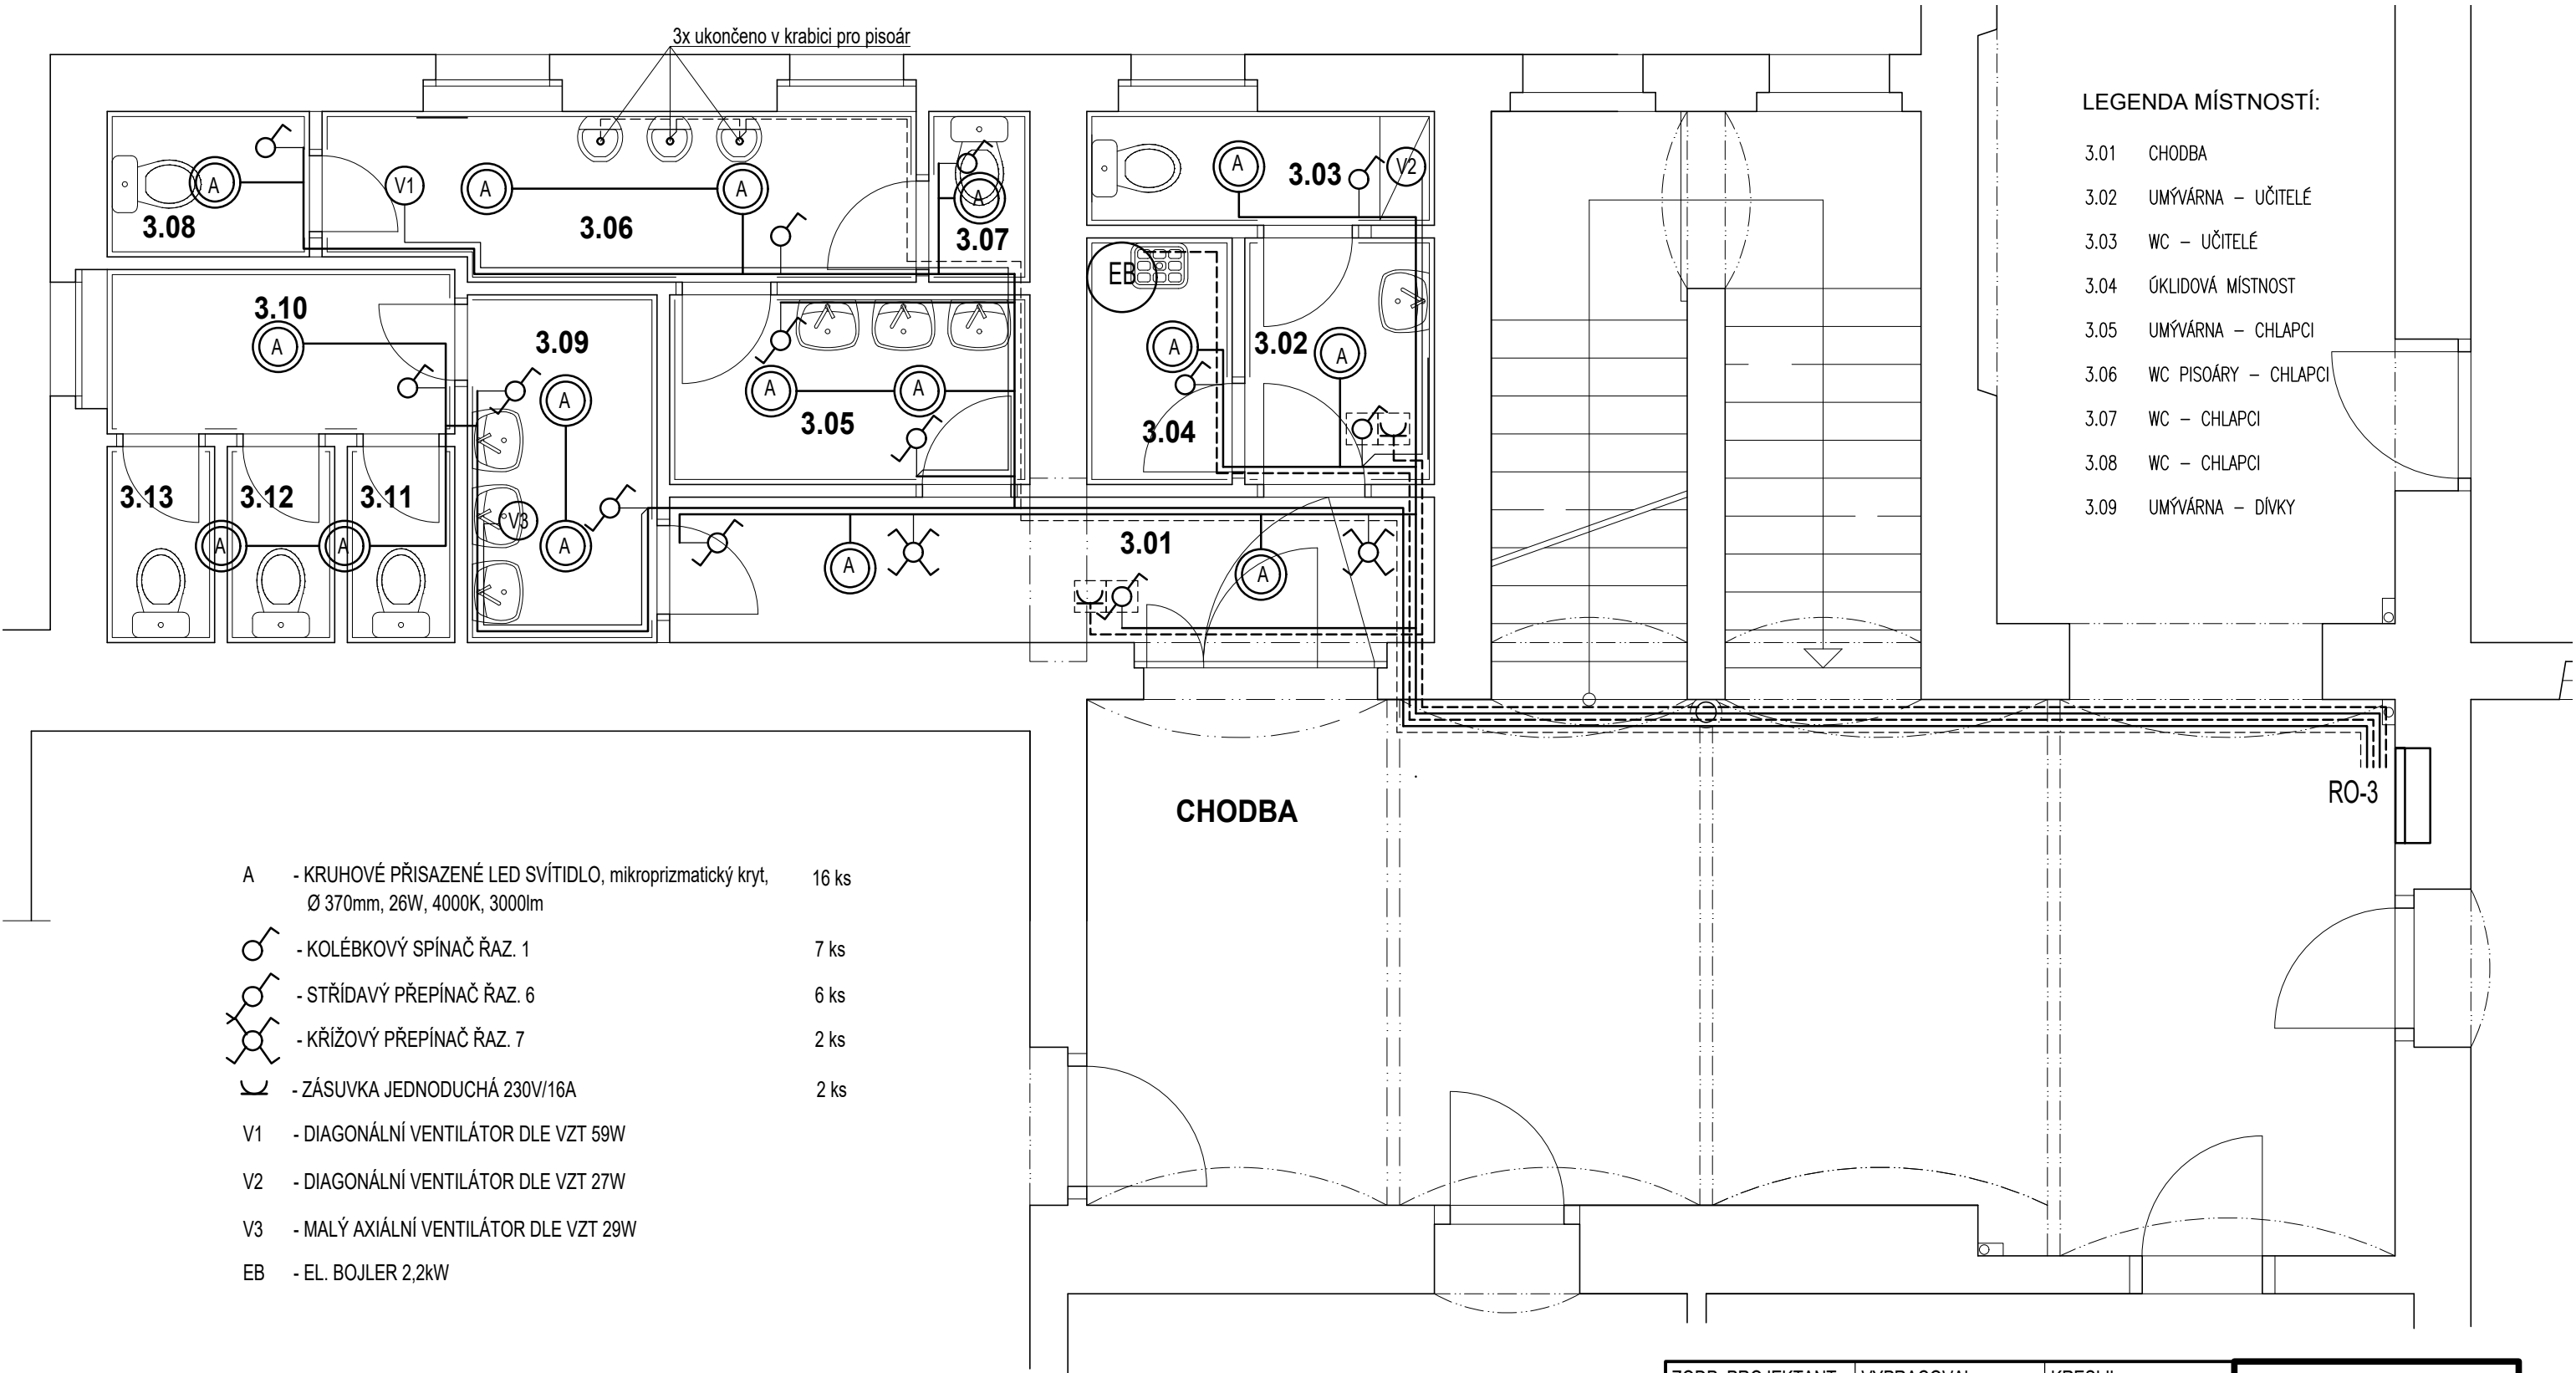 3x ukončeno v krabici pro pisoár
LEGENDA MÍSTNOSTÍ:
3.01 CHODBA
3.02 UMÝVÁRNA – UČITELÉ
3.03 WC – UČITELÉ
3.04 ÚKLIDOVÁ MÍSTNOST
3.05 UMÝVÁRNA – CHLAPCI
3.06 WC PISOÁRY – CHLAPCI
3.07 WC – CHLAPCI
3.08 WC – CHLAPCI
3.09 UMÝVÁRNA – DÍVKY
A
3.08
V1
A
A
3.06
A
3.07
A
3.03
V2
EB
3.10
A
3.09
A
A
A
3.05
A
3.04
3.02
A
3.13
3.12
3.11
A
A
V3
A
A
3.01
A
CHODBA
RO-3
A - KRUHOVÉ PŘISAZENÉ LED SVÍTIDLO, mikroprizmatický kryt, 16 ks
Ø 370mm, 26W, 4000K, 3000lm
- KOLÉBKOVÝ SPÍNAČ ŘAZ. 1 7 ks
- STŘÍDAVÝ PŘEPÍNAČ ŘAZ. 6 6 ks
- KŘÍŽOVÝ PŘEPÍNAČ ŘAZ. 7 2 ks
- ZÁSUVKA JEDNODUCHÁ 230V/16A 2 ks
V1 - DIAGONÁLNÍ VENTILÁTOR DLE VZT 59W
V2 - DIAGONÁLNÍ VENTILÁTOR DLE VZT 27W
V3 - MALÝ AXIÁLNÍ VENTILÁTOR DLE VZT 29W
EB - EL. BOJLER 2,2kW